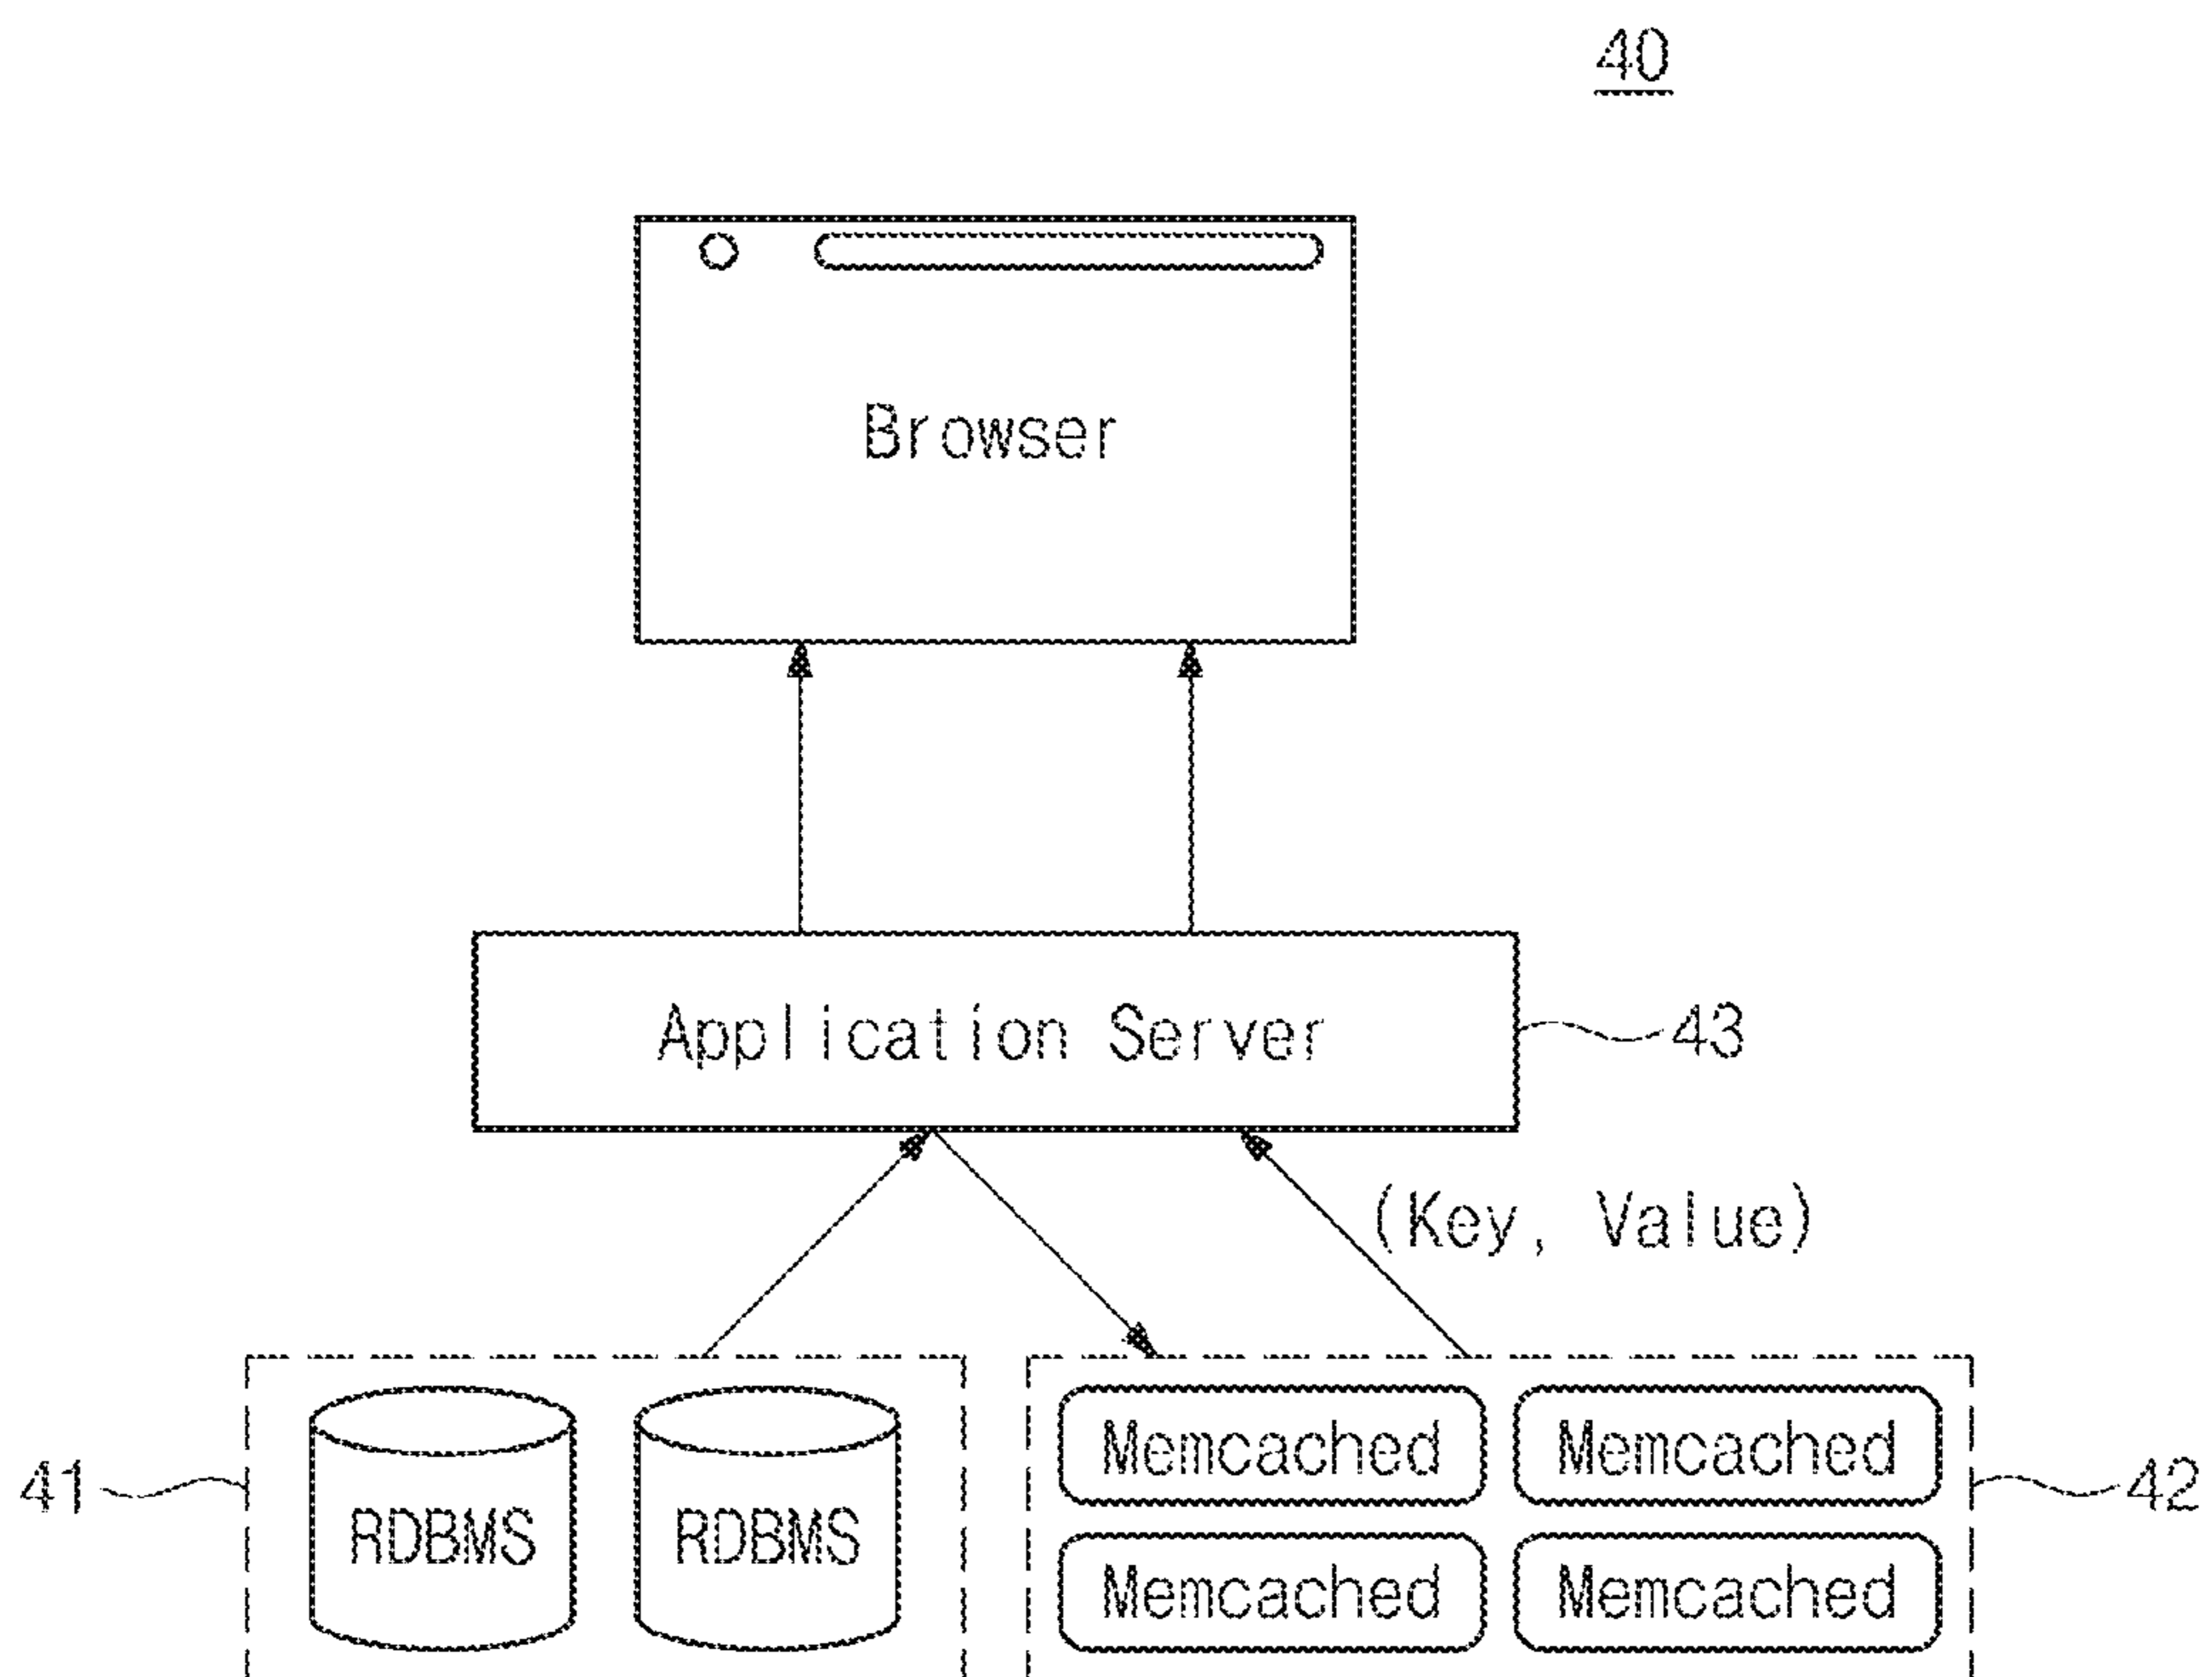 40
Browser
Application Server
43
(Key, Value)
41
RDBMS
RDBMS
Memcached
Memcached
42
Memcached
Memcached